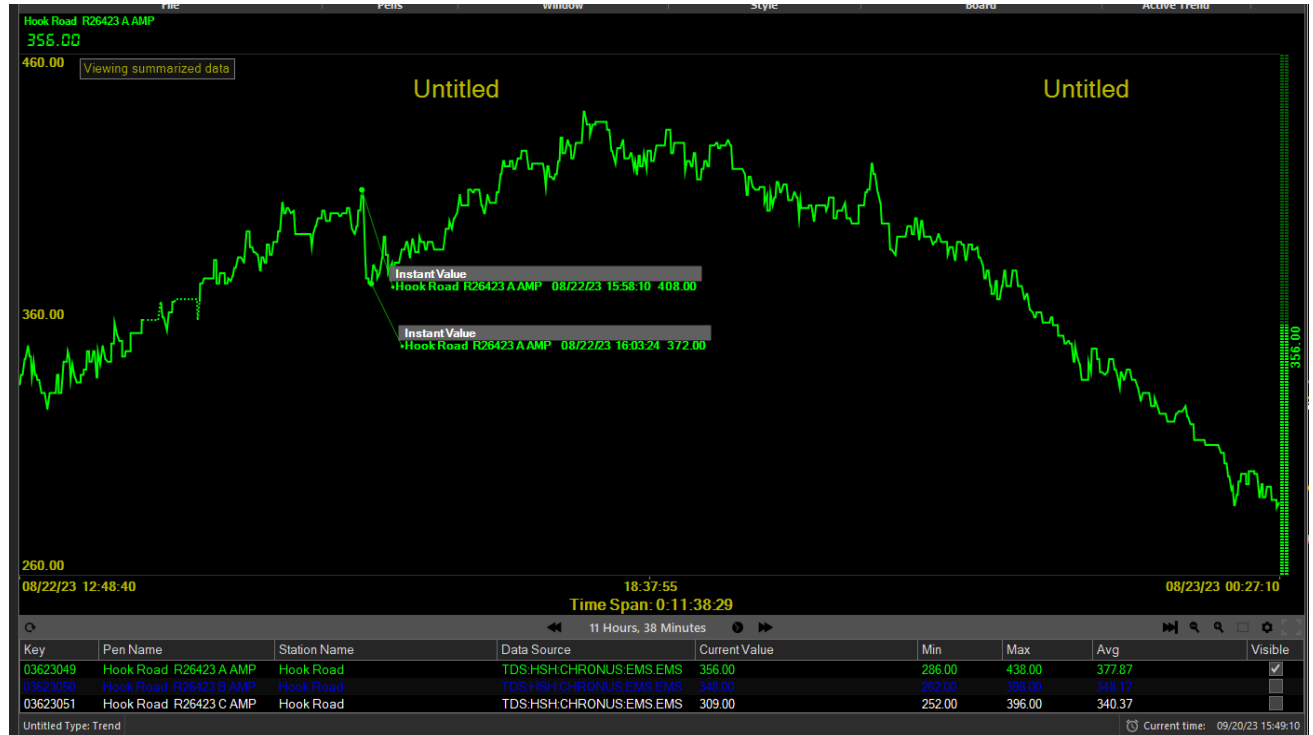 File Pens Window Style Board Active Trend
Hook Road R26423 A AMP
356.00
460.00 Viewing summarized data
Untitled Untitled
Instant Value
•Hook Road R26423 A AMP 08/22/23 15:58:10 408.00
360.00
Instant Value
•Hook Road R26423 A AMP 08/22/23 16:03:24 372.00
356.00
260.00
08/22/23 12:48:40 18:37:55 08/23/23 00:27:10
Time Span: 0:11:38:29
11 Hours, 38 Minutes
Key Pen Name Station Name Data Source Current Value Min Max Avg Visible
03623049 Hook Road R26423 A AMP Hook Road TDS:HSH:CHRONUS:EMS.EMS 356.00 286.00 438.00 377.87
03623050 Hook Road R26423 B AMP Hook Road TDS:HSH:CHRONUS:EMS.EMS 348.00 252.00 398.00 348.17
03623051 Hook Road R26423 C AMP Hook Road TDS:HSH:CHRONUS:EMS.EMS 309.00 252.00 396.00 340.37
Untitled Type: Trend Current time: 09/20/23 15:49:10